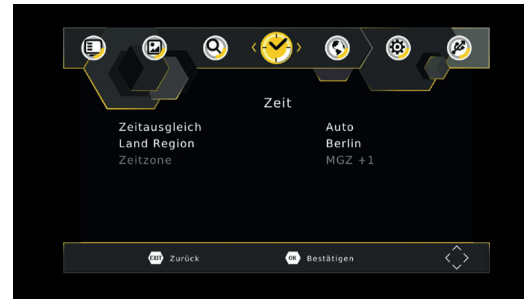 Zeit
Zeitausgleich Auto
Land Region Berlin
Zeitzone MGZ +1
EXIT Zurück OK Bestätigen